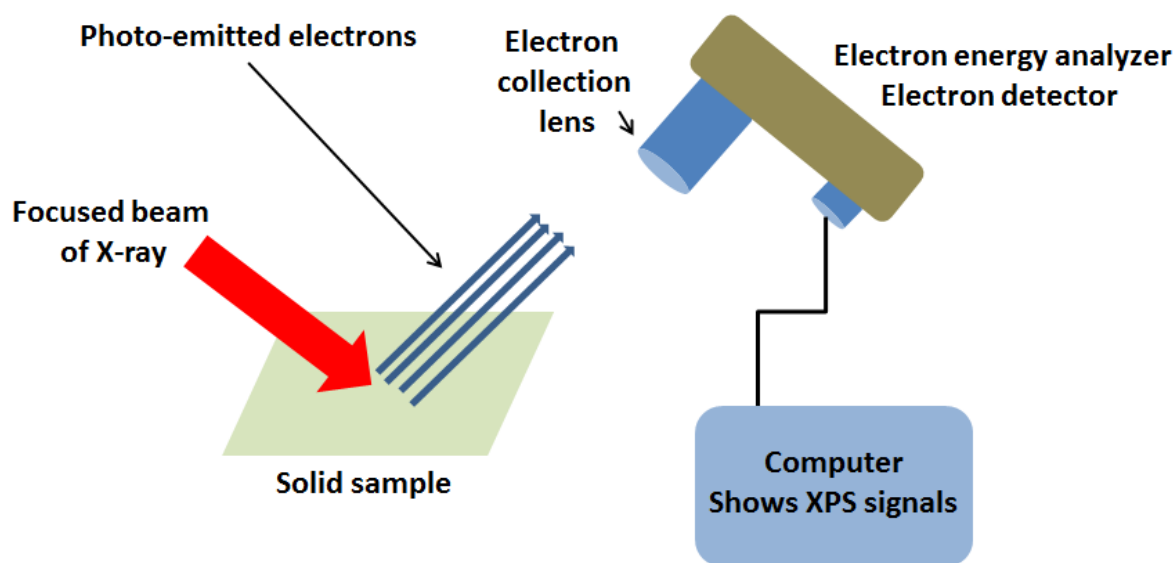 Photo-emitted electrons
Electron
collection
lens
Electron energy analyzer
Electron detector
Focused beam
of X-ray
Solid sample
Computer
Shows XPS signals